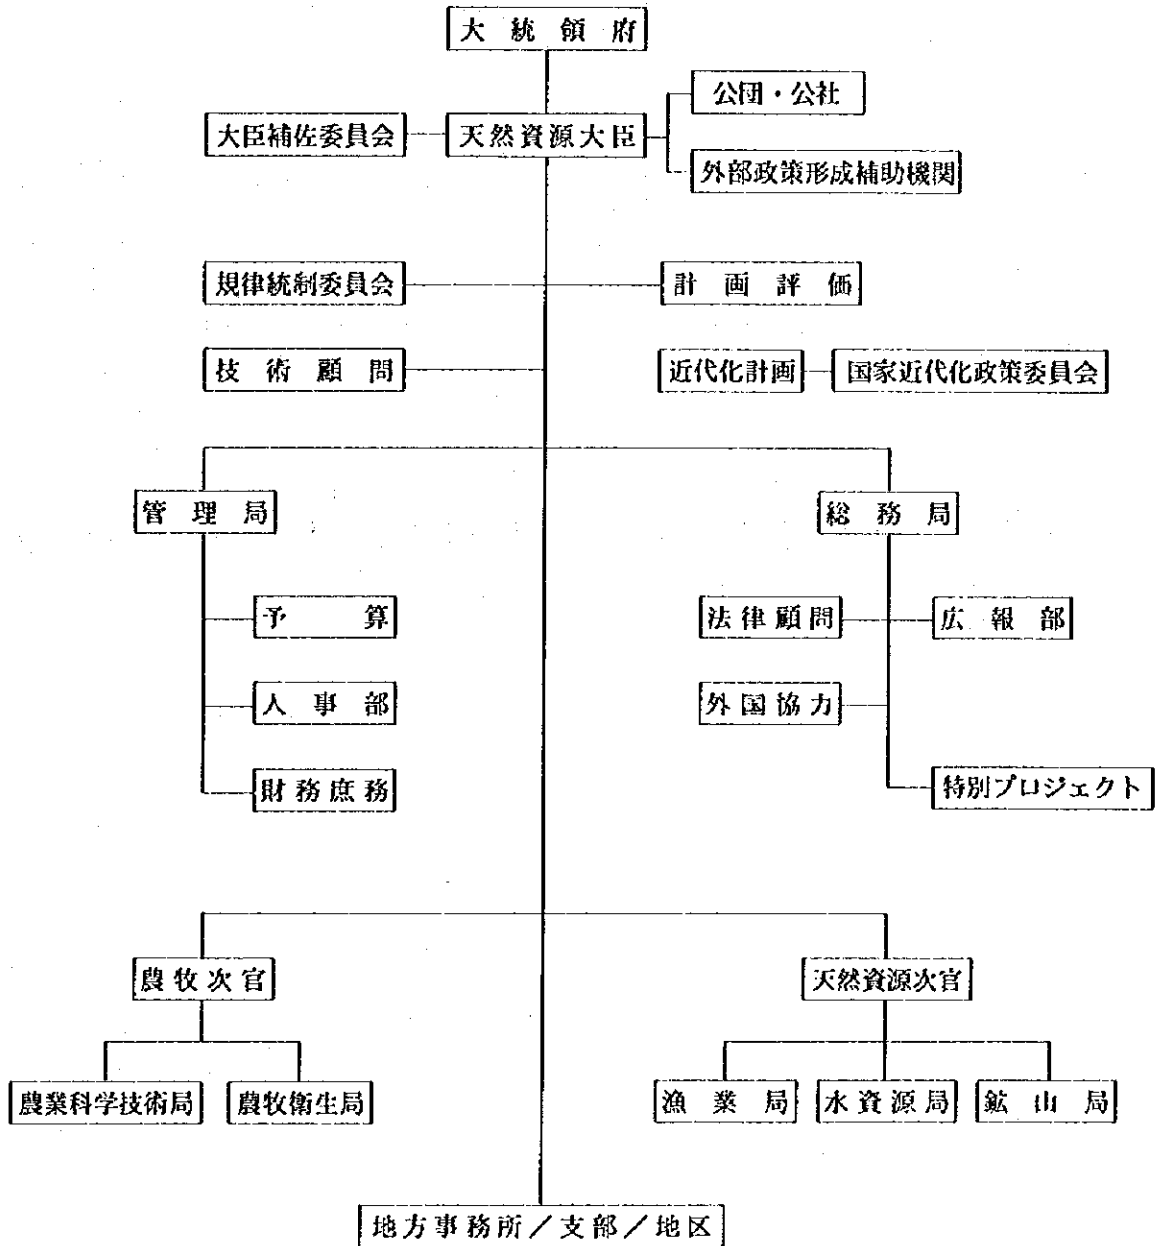 大統領府
公団・公社
大臣補佐委員会
天然資源大臣
外部政策形成補助機関
規律統制委員会
計画評価
技術顧問
近代化計画
国家近代化政策委員会
管理局
総務局
予算
法律顧問
広報部
人事部
外国協力
財務庶務
特別プロジェクト
農牧次官
天然資源次官
農業科学技術局
農牧衛生局
漁業局
水資源局
鉱山局
地方事務所/支部/地区